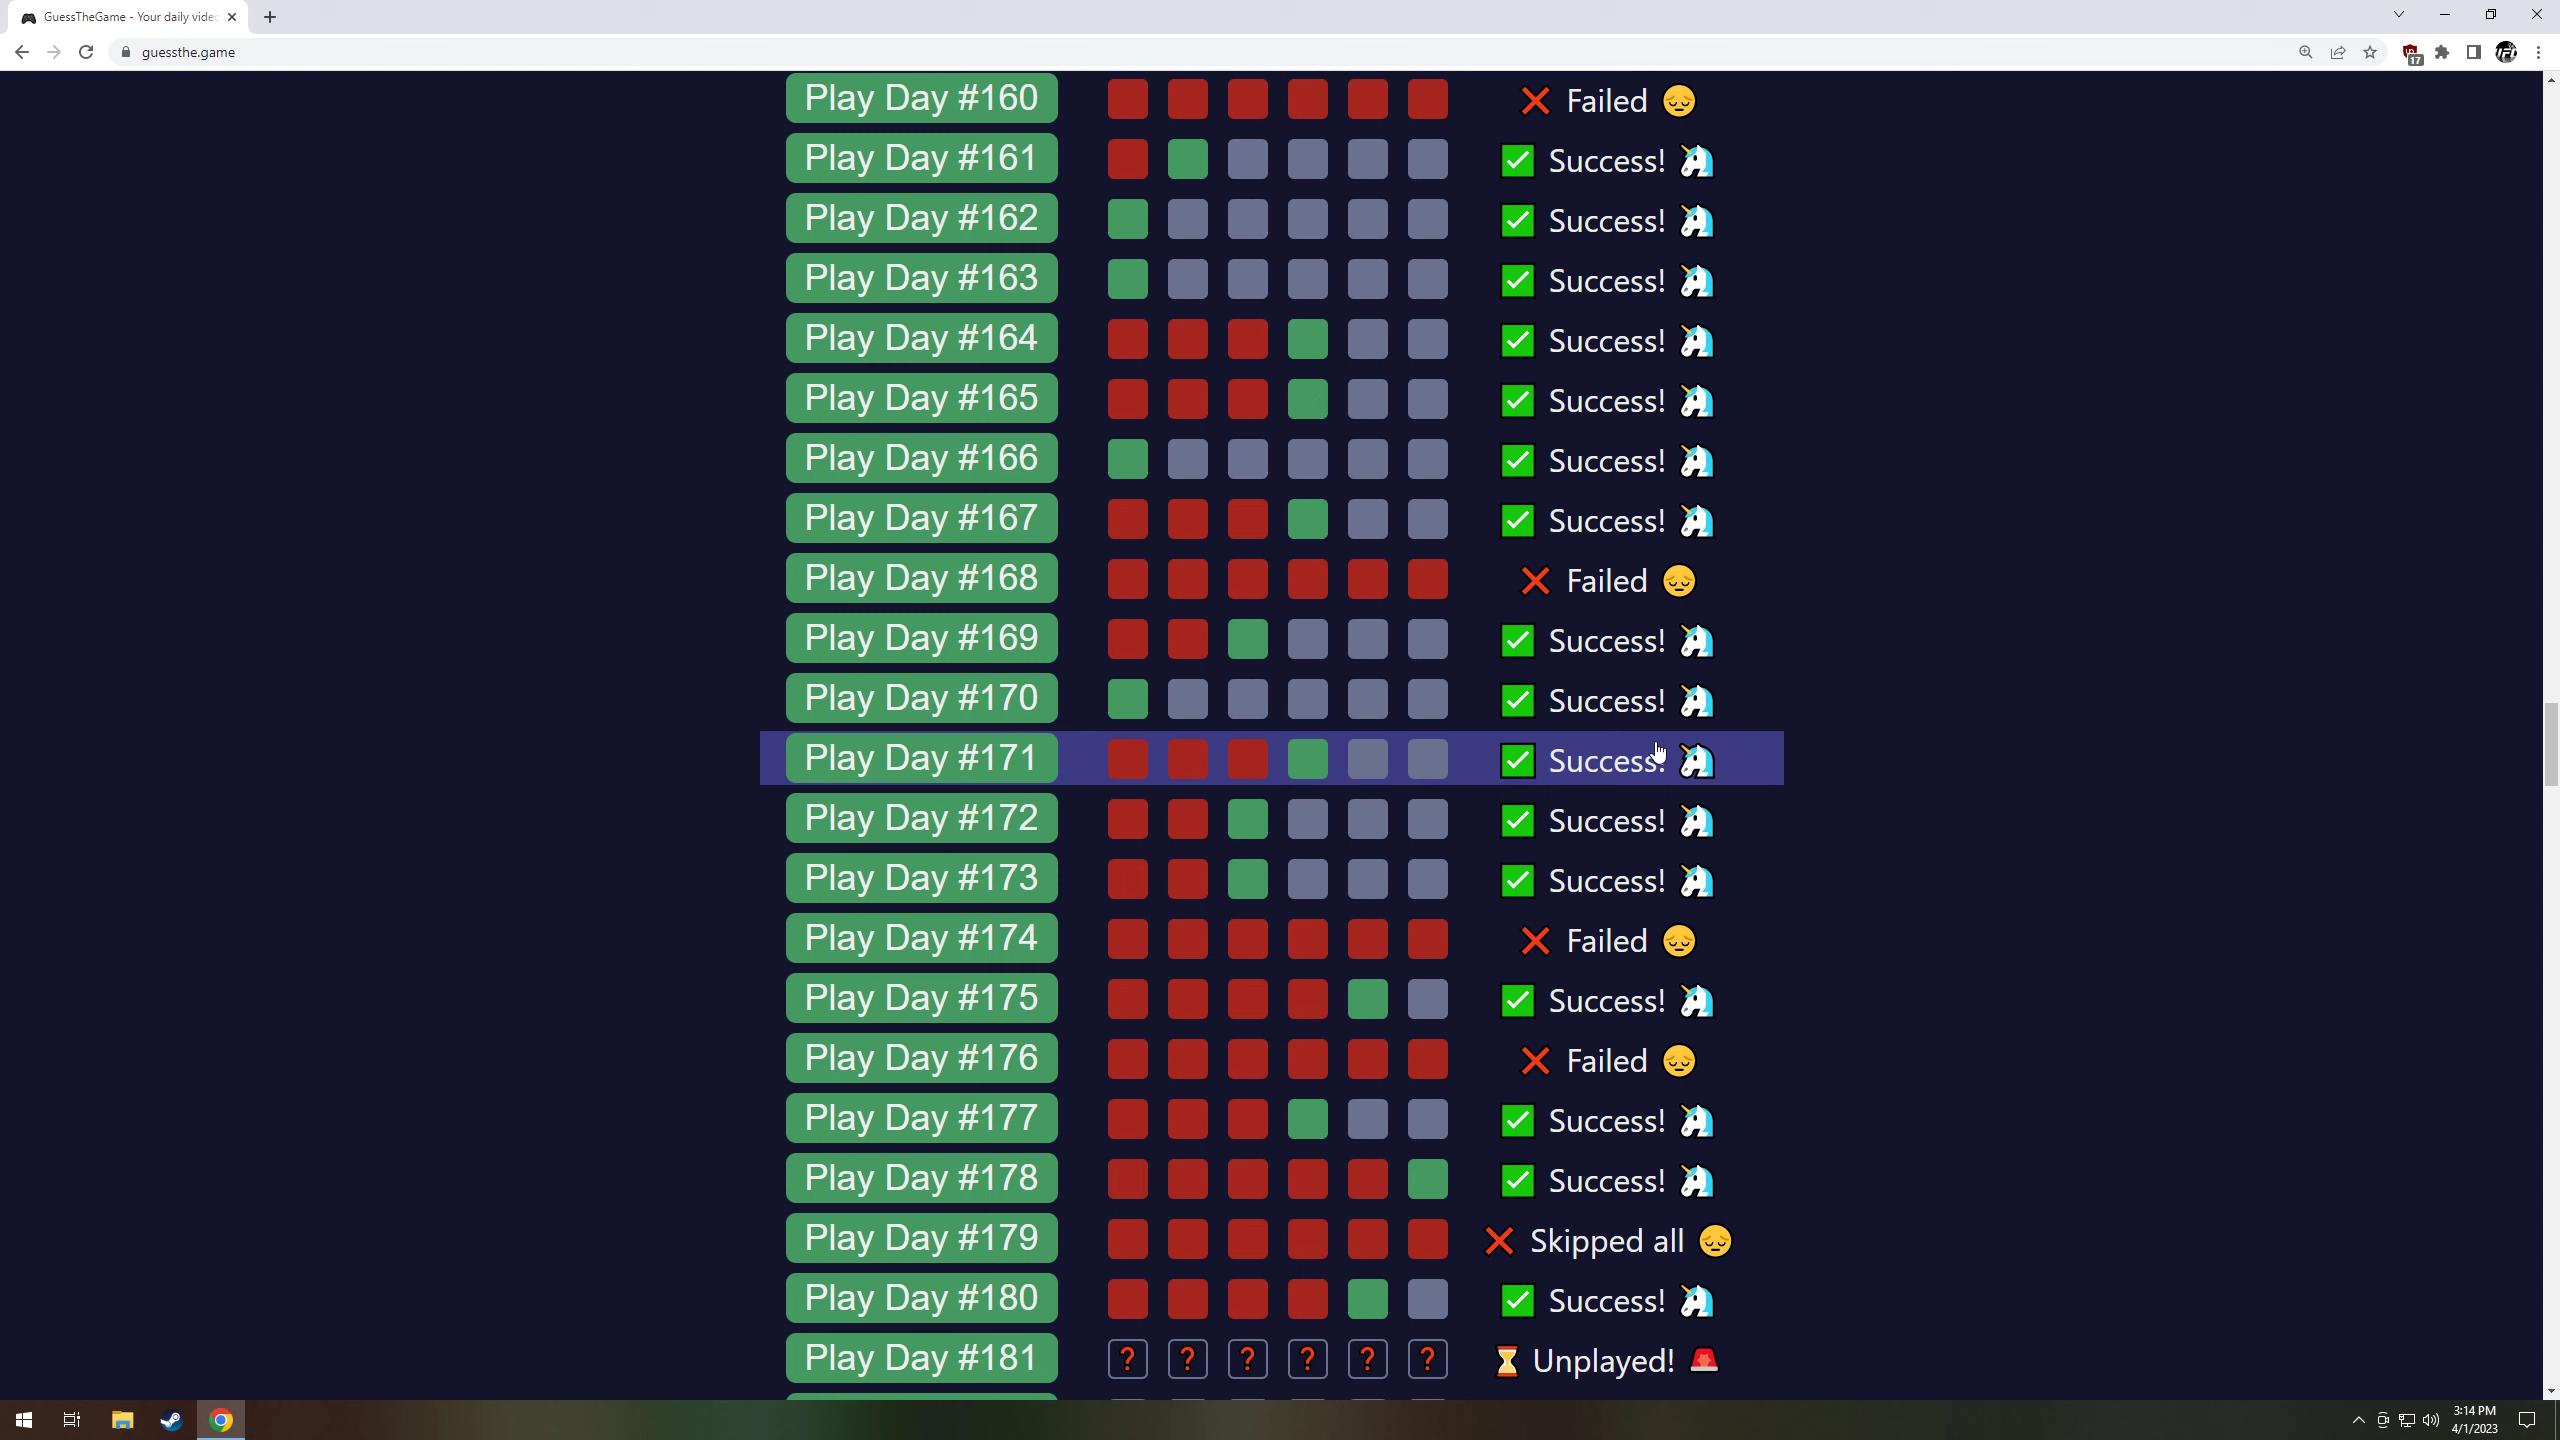 GuessTheGame - Your daily video
guessthe.game
17
Play Day #160 Failed
Play Day #161 Success!
Play Day #162 Success!
Play Day #163 Success!
Play Day #164 Success!
Play Day #165 Success!
Play Day #166 Success!
Play Day #167 Success!
Play Day #168 Failed
Play Day #169 Success!
Play Day #170 Success!
Play Day #171 Success!
Play Day #172 Success!
Play Day #173 Success!
Play Day #174 Failed
Play Day #175 Success!
Play Day #176 Failed
Play Day #177 Success!
Play Day #178 Success!
Play Day #179 Skipped all
Play Day #180 Success!
Play Day #181 ? ? ? ? ? ? Unplayed!
3:14 PM
4/1/2023